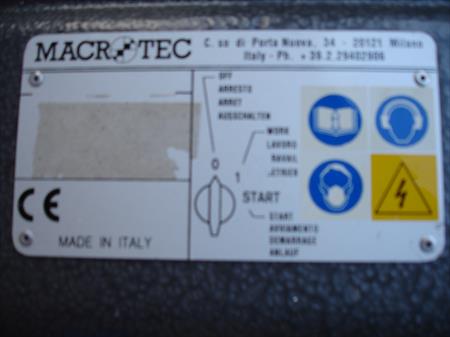 MACROTEC
C. so di Porta Nuova, 34 - 20121 Milano
Italy - Ph. + 39.2.29402906
OFF
ARRESTO
ARRET
AUSSCHALTEN
WORK
LAVORO
RAVAIL
0
1
START
START
AVVIAMENTO
DEMARRAGE
ANLAUF
CE
MADE IN ITALY